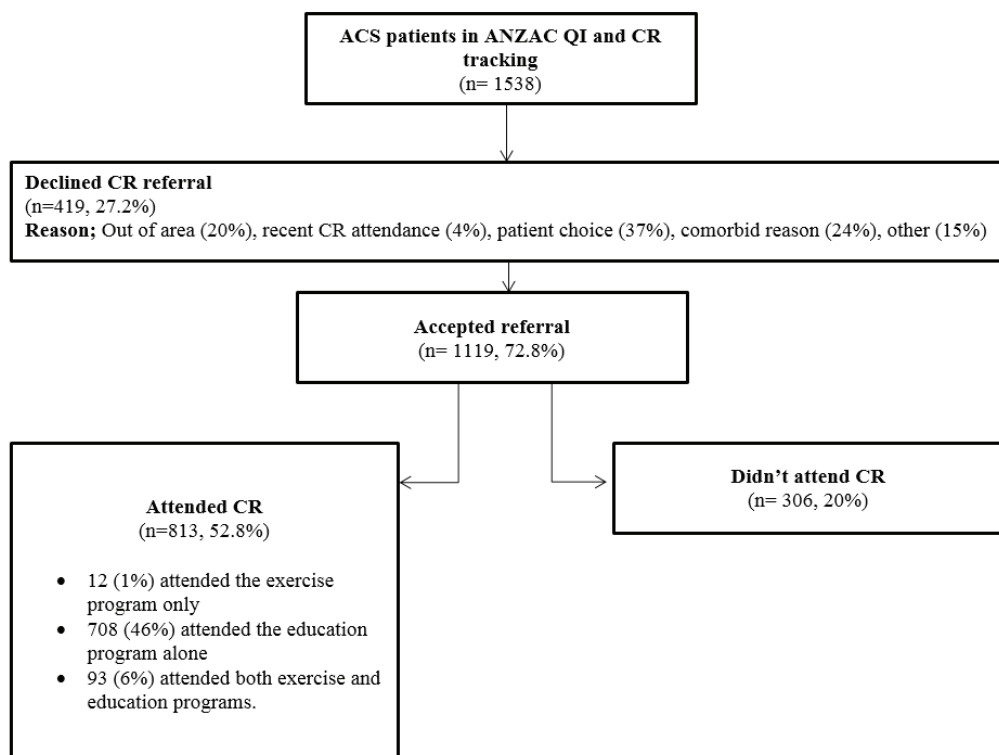 ACS patients in ANZAC QI and CR
tracking
(n= 1538)
Declined CR referral
(n=419, 27.2%)
Reason; Out of area (20%), recent CR attendance (4%), patient choice (37%), comorbid reason (24%), other (15%)
Accepted referral
(n= 1119, 72.8%)
Attended CR
(n=813, 52.8%)
• 12 (1%) attended the exercise
program only
• 708 (46%) attended the education
program alone
• 93 (6%) attended both exercise and
education programs.
Didn’t attend CR
(n= 306, 20%)